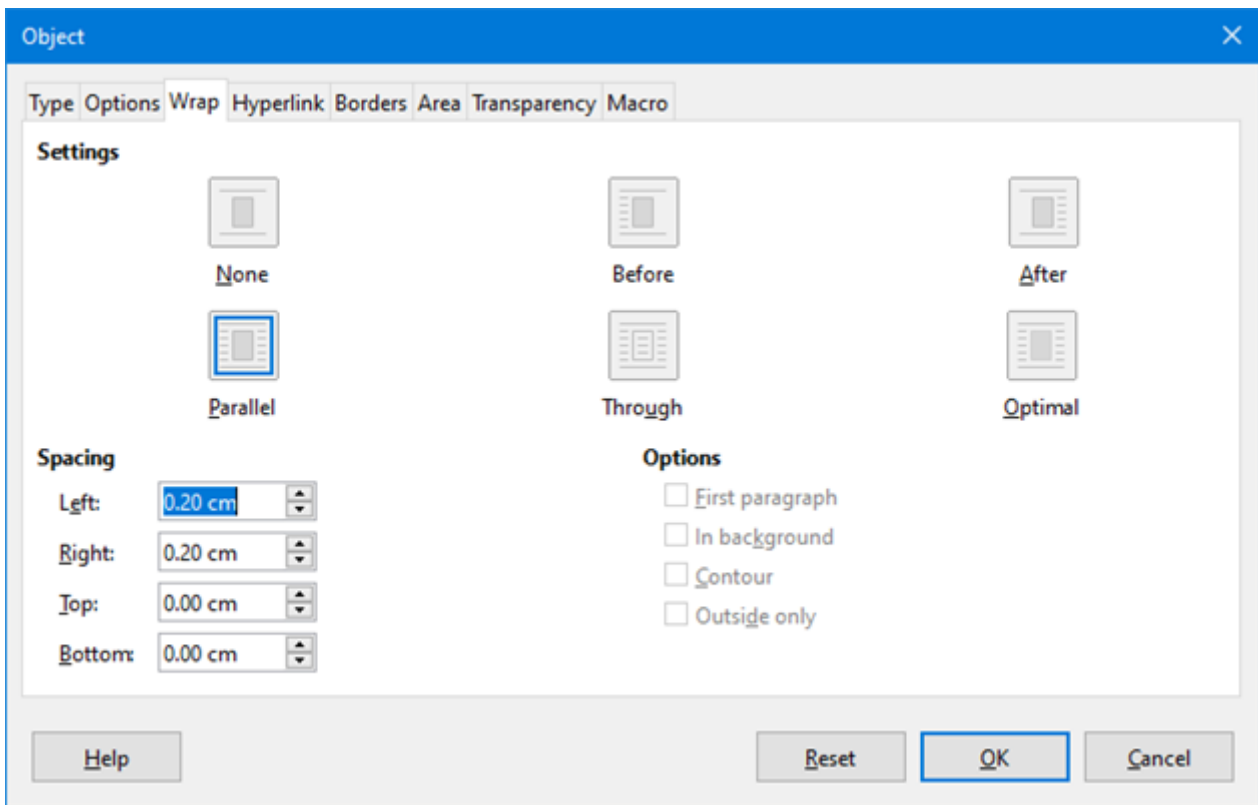 Object
Type Options Wrap Hyperlink Borders Area Transparency Macro
Settings
None Before After
Parallel Through Optimal
Spacing Options
Left: 0.20 cm First paragraph
Right: 0.20 cm In background
Top: 0.00 cm Contour
Bottom: 0.00 cm Outside only
Help Reset OK Cancel